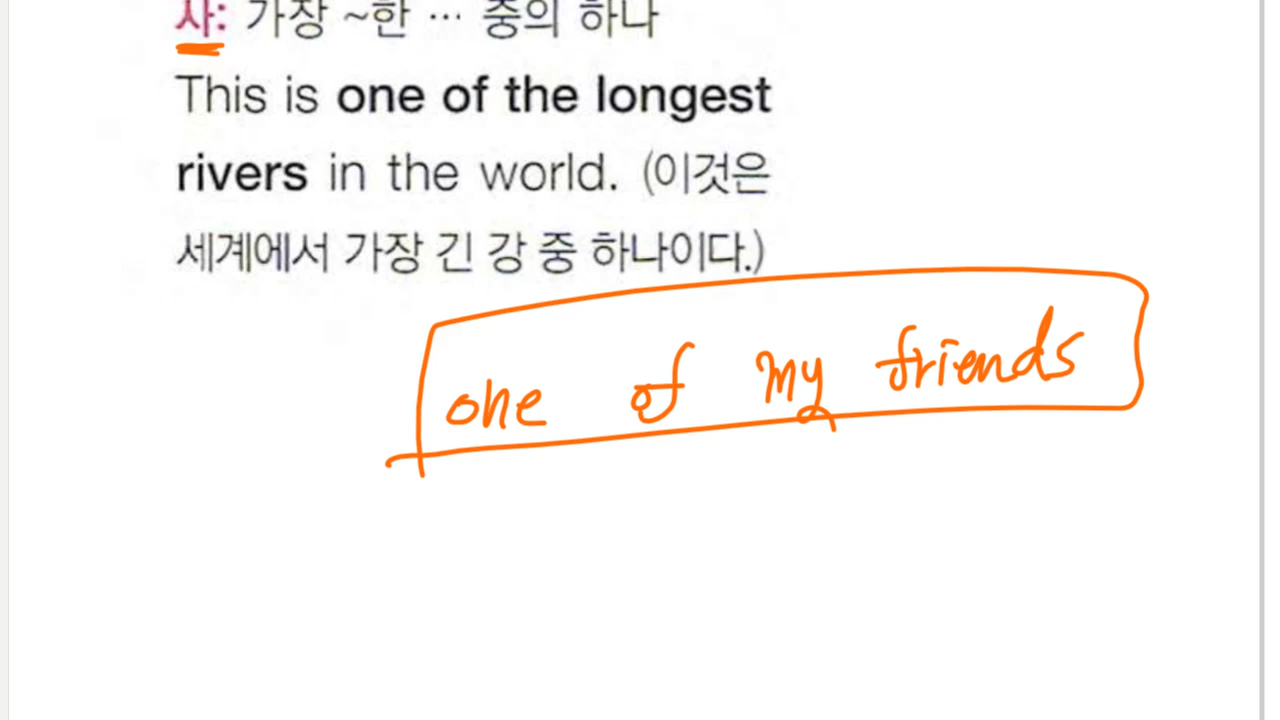 사: 가장 ~한 … 중의 하나
This is one of the longest
rivers in the world. (이것은
세계에서 가장 긴 강 중 하나이다.)
one of my friends